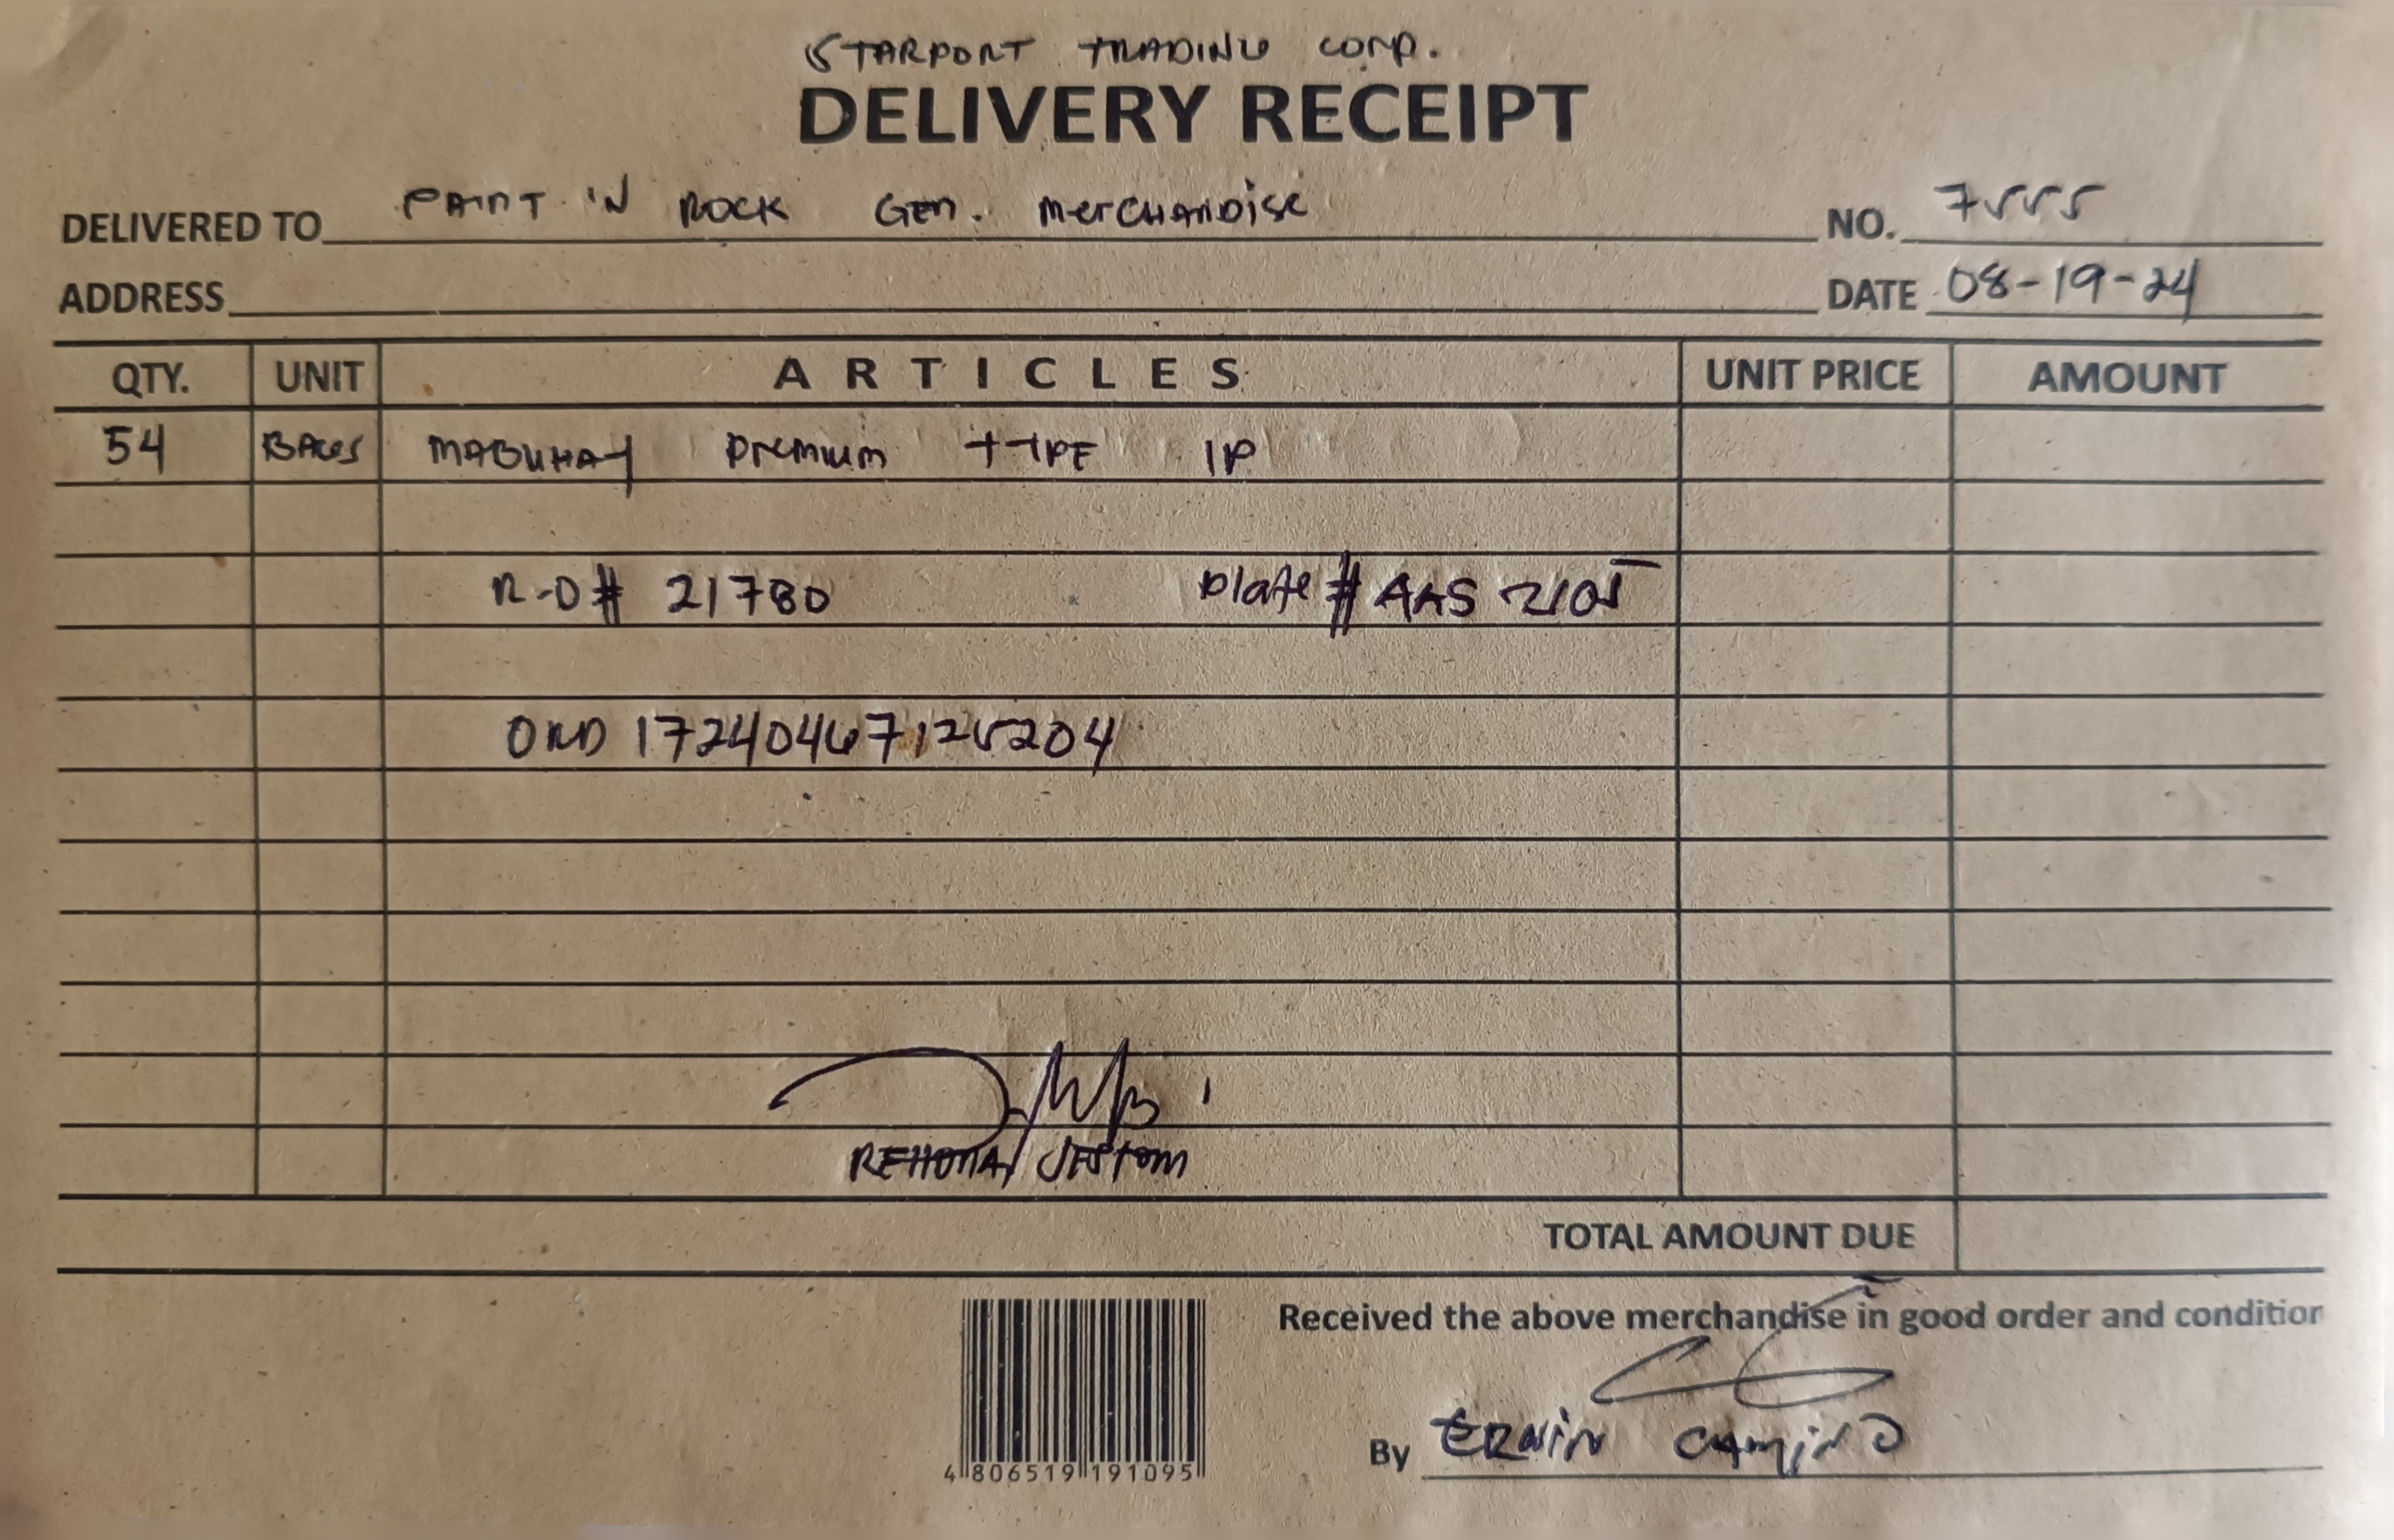 STARPORT TRADING CORP.
DELIVERY RECEIPT
DELIVERED TO PAINT 'N ROCK GEN. MERCHANDISE NO. 7555
ADDRESS DATE 08-19-24
QTY. UNIT ARTICLES UNIT PRICE AMOUNT
54 BAGS MABUHAY PREMIUM TYPE 1P
R-O# 21780 Plate # AAS 2105
ORD 17240467125204
TOTAL AMOUNT DUE
Received the above merchandise in good order and condition
By ERWIN CAMINO
4 806519 191095